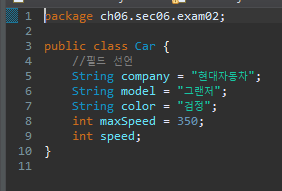 1 package ch06.sec06.exam02;
2
3 public class Car {
4 //필드 선언
5 String company = "현대자동차";
6 String model = "그랜저";
7 String color = "검정";
8 int maxSpeed = 350;
9 int speed;
10 }
11